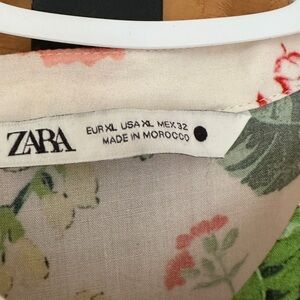 ZARA
EUR XL USA XL MEX 32
MADE IN MOROCCO